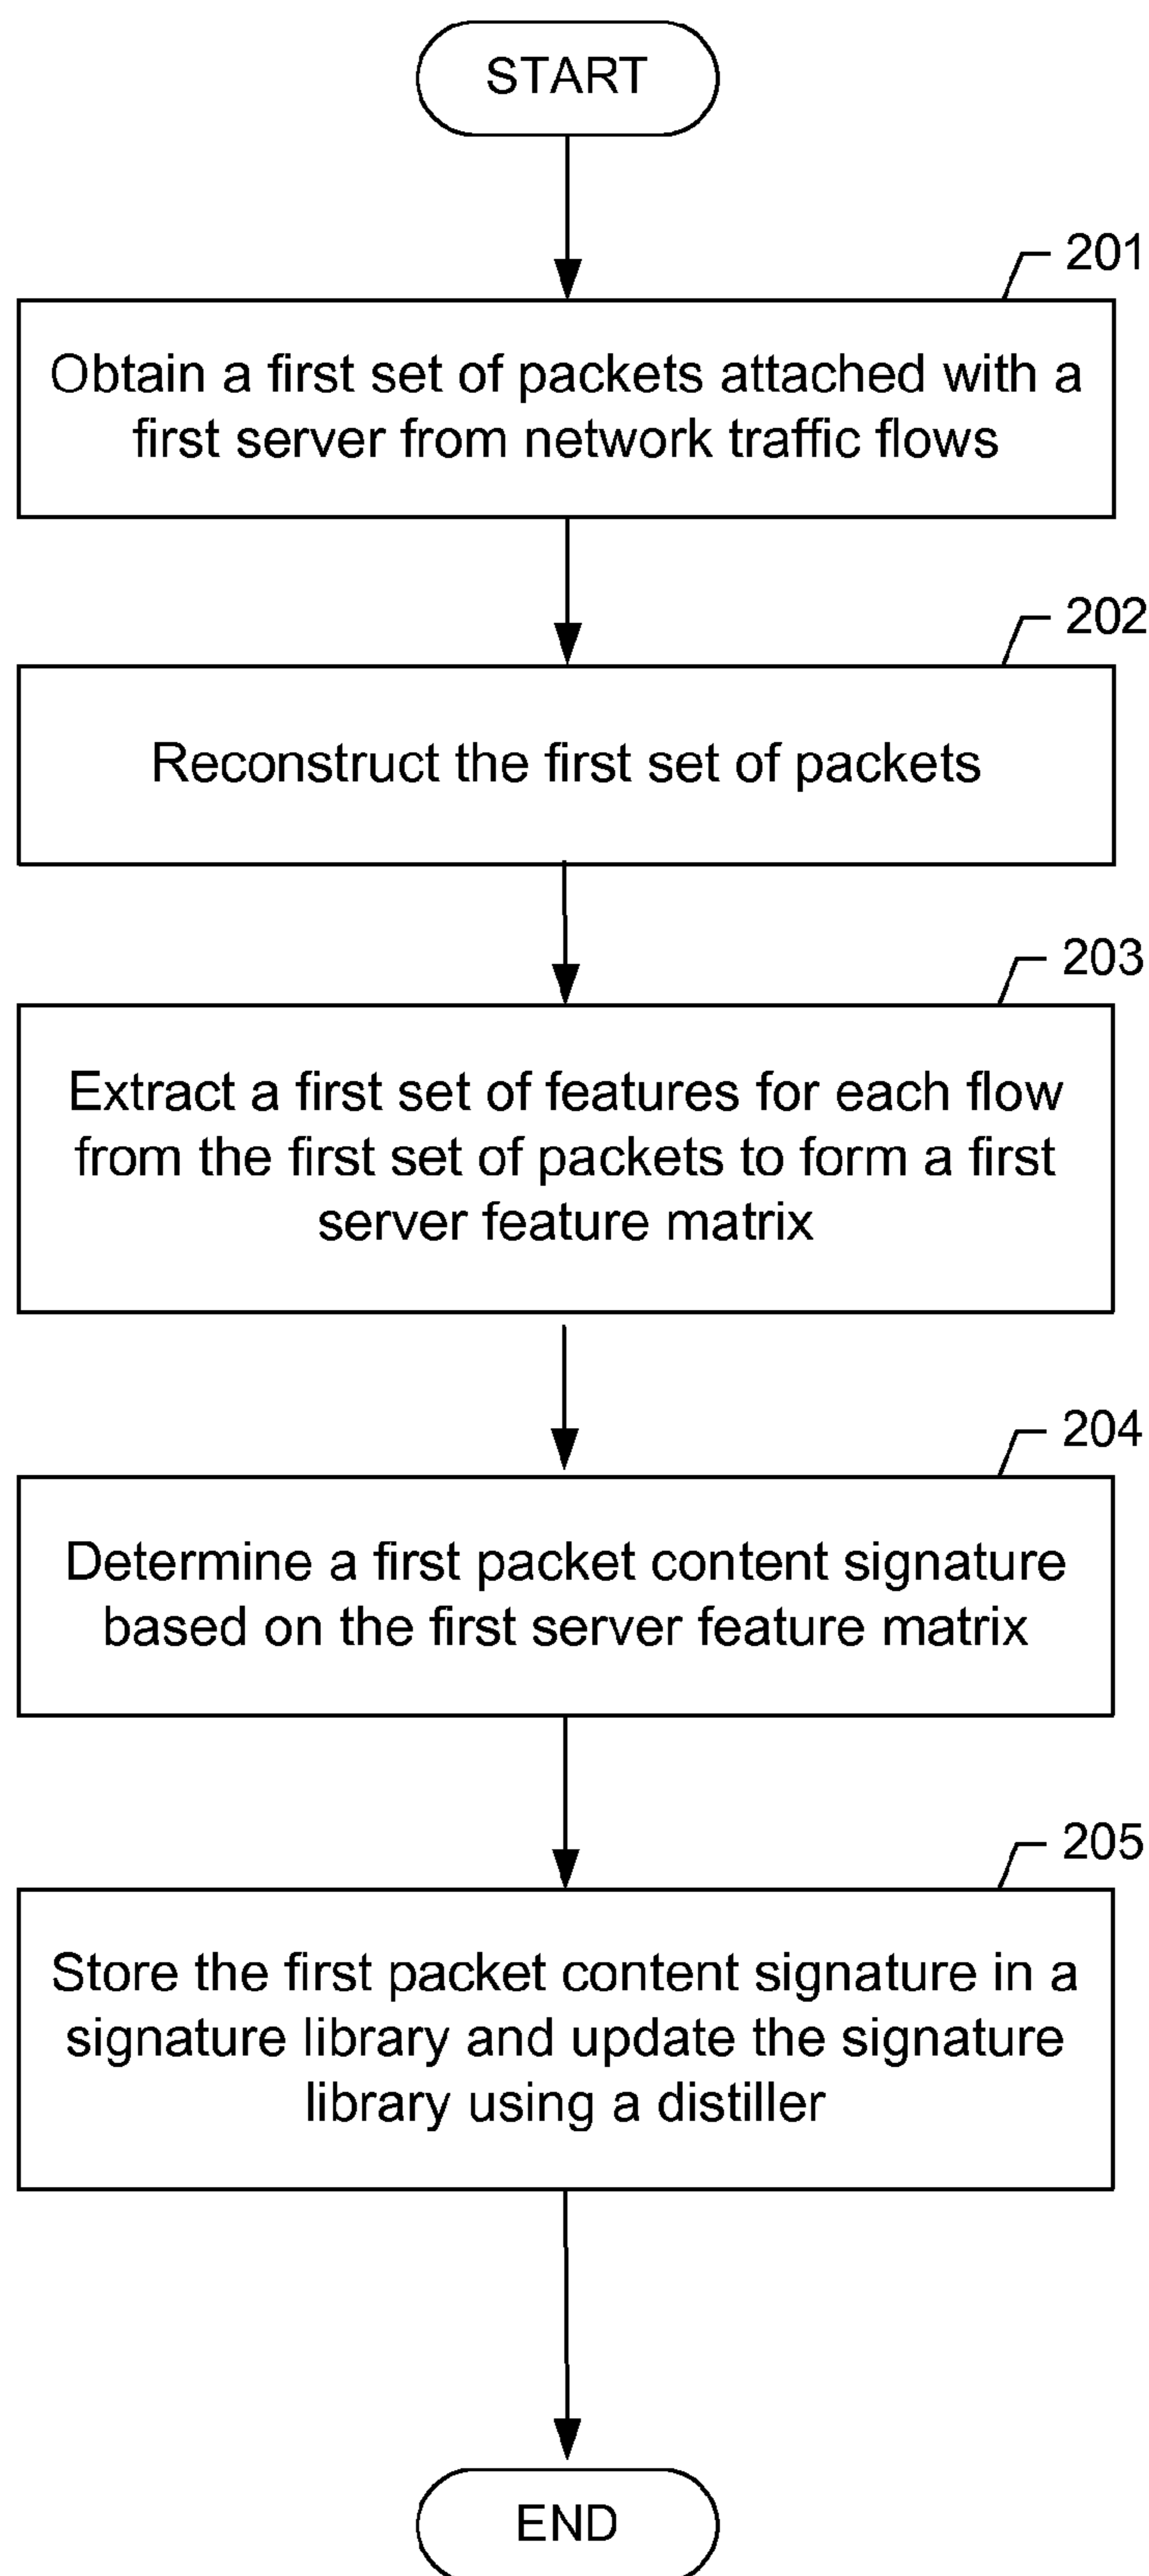 START
201
Obtain a first set of packets attached with a
first server from network traffic flows
202
Reconstruct the first set of packets
203
Extract a first set of features for each flow
from the first set of packets to form a first
server feature matrix
204
Determine a first packet content signature
based on the first server feature matrix
205
Store the first packet content signature in a
signature library and update the signature
library using a distiller
END